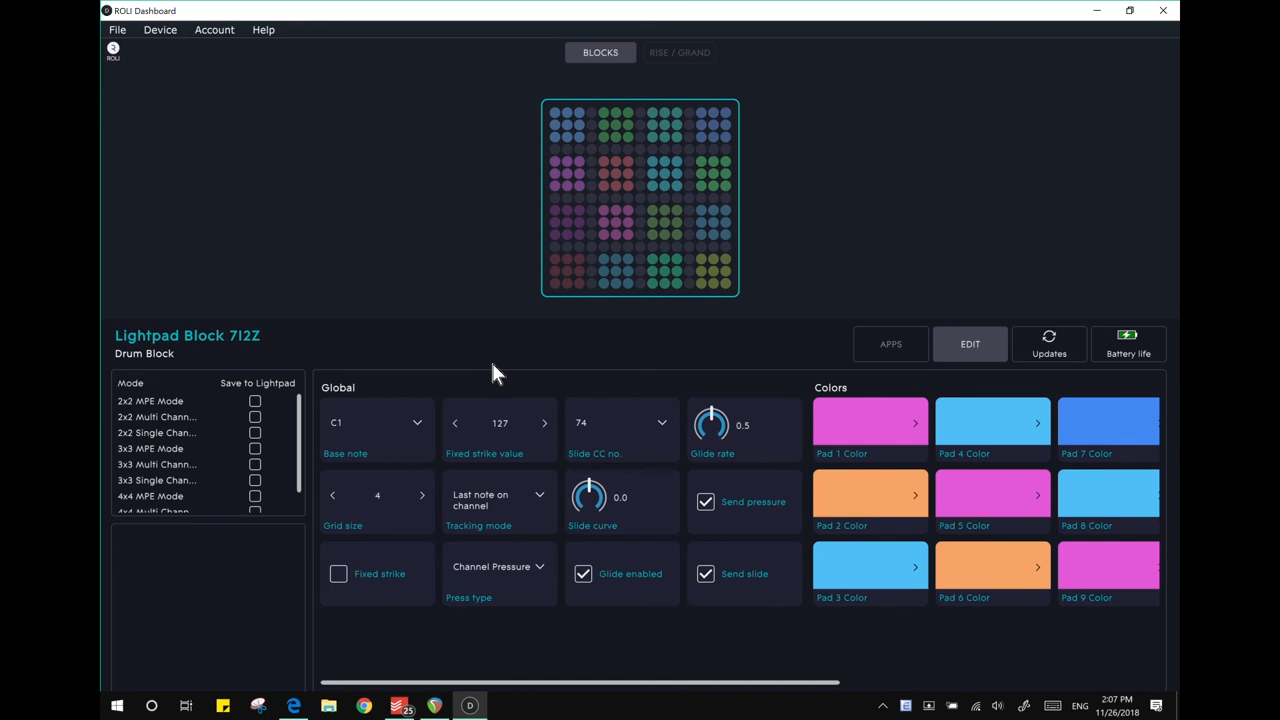 ROLI Dashboard
File Device Account Help
ROLI
BLOCKS RISE / GRAND
Lightpad Block 7I2Z
Drum Block
APPS EDIT Updates Battery life
Mode Save to Lightpad
2x2 MPE Mode
2x2 Multi Chann...
2x2 Single Chan...
3x3 MPE Mode
3x3 Multi Chann...
3x3 Single Chan...
4x4 MPE Mode
4x4 Multi Chann...
Global
C1 127 74 0.5
Base note Fixed strike value Slide CC no. Glide rate
4 Last note on channel 0.0 Send pressure
Grid size Tracking mode Slide curve
Fixed strike Channel Pressure Glide enabled Send slide
Press type
Colors
Pad 1 Color Pad 4 Color Pad 7 Color
Pad 2 Color Pad 5 Color Pad 8 Color
Pad 3 Color Pad 6 Color Pad 9 Color
25 D ENG 2:07 PM
11/26/2018